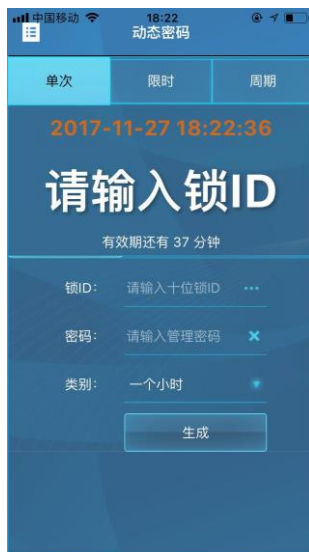 中国移动 18:22
动态密码
单次 限时 周期
2017-11-27 18:22:36
请输入锁ID
有效期还有 37 分钟
锁ID： 请输入十位锁ID
密码： 请输入管理密码
类别： 一个小时
生成